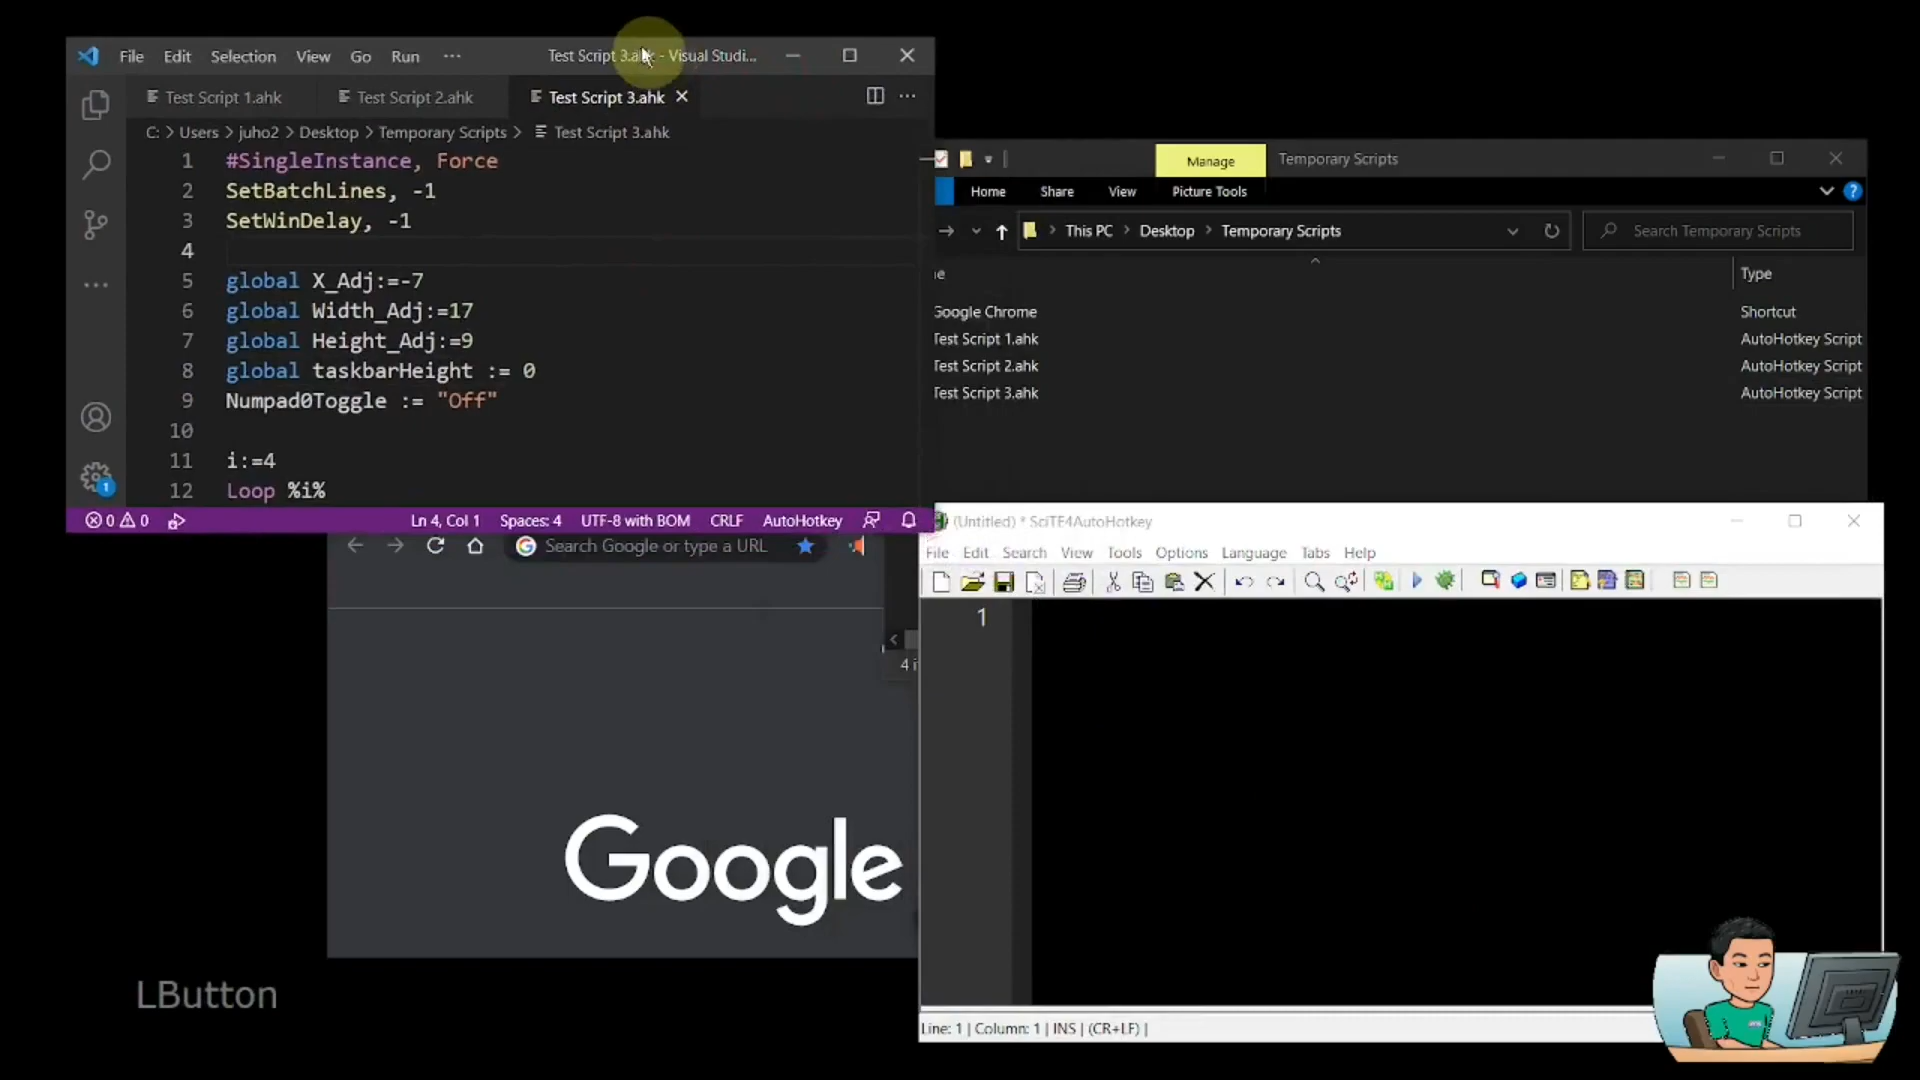 File Edit Selection View Go Run ··· Test Script 3.ahk - Visual Studi...
Test Script 1.ahk Test Script 2.ahk Test Script 3.ahk
C: > Users > juho2 > Desktop > Temporary Scripts > Test Script 3.ahk
1 #SingleInstance, Force
2 SetBatchLines, -1
3 SetWinDelay, -1
4
5 global X_Adj:=-7
6 global Width_Adj:=17
7 global Height_Adj:=9
8 global taskbarHeight := 0
9 Numpad0Toggle := "Off"
10
11 i:=4
12 Loop %i%
1
0 0 Ln 4, Col 1 Spaces: 4 UTF-8 with BOM CRLF AutoHotkey
Manage Temporary Scripts
Home Share View Picture Tools ?
This PC > Desktop > Temporary Scripts Search Temporary Scripts
e Type
Google Chrome Shortcut
Test Script 1.ahk AutoHotkey Script
Test Script 2.ahk AutoHotkey Script
Test Script 3.ahk AutoHotkey Script
Search Google or type a URL
4 i
Google
(Untitled) * SciTE4AutoHotkey
File Edit Search View Tools Options Language Tabs Help
1
Line: 1 | Column: 1 | INS | (CR+LF) |
LButton